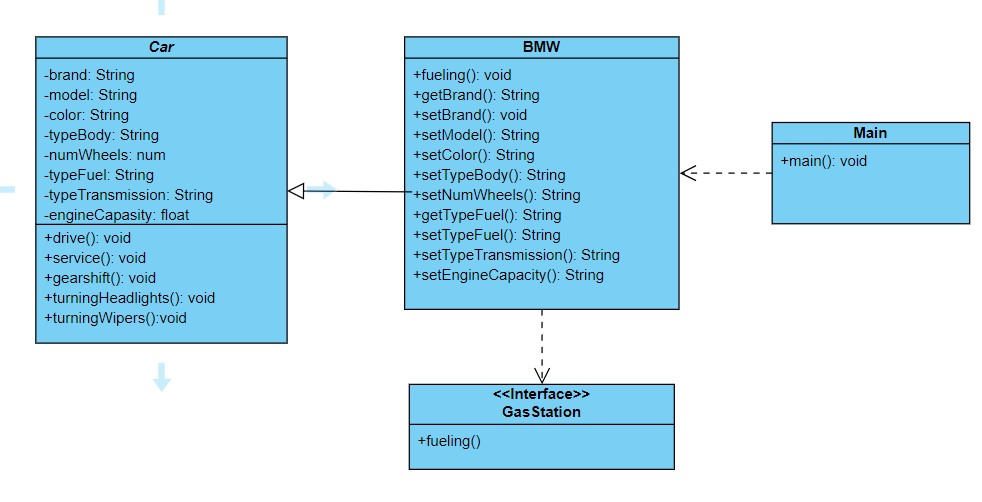 Car
-brand: String
-model: String
-color: String
-typeBody: String
-numWheels: num
-typeFuel: String
-typeTransmission: String
-engineCapasity: float
+drive(): void
+service(): void
+gearshift(): void
+turningHeadlights(): void
+turningWipers():void
BMW
+fueling(): void
+getBrand(): String
+setBrand(): void
+setModel(): String
+setColor(): String
+setTypeBody(): String
+setNumWheels(): String
+getTypeFuel(): String
+setTypeFuel(): String
+setTypeTransmission(): String
+setEngineCapacity(): String
Main
+main(): void
<<Interface>>
GasStation
+fueling()